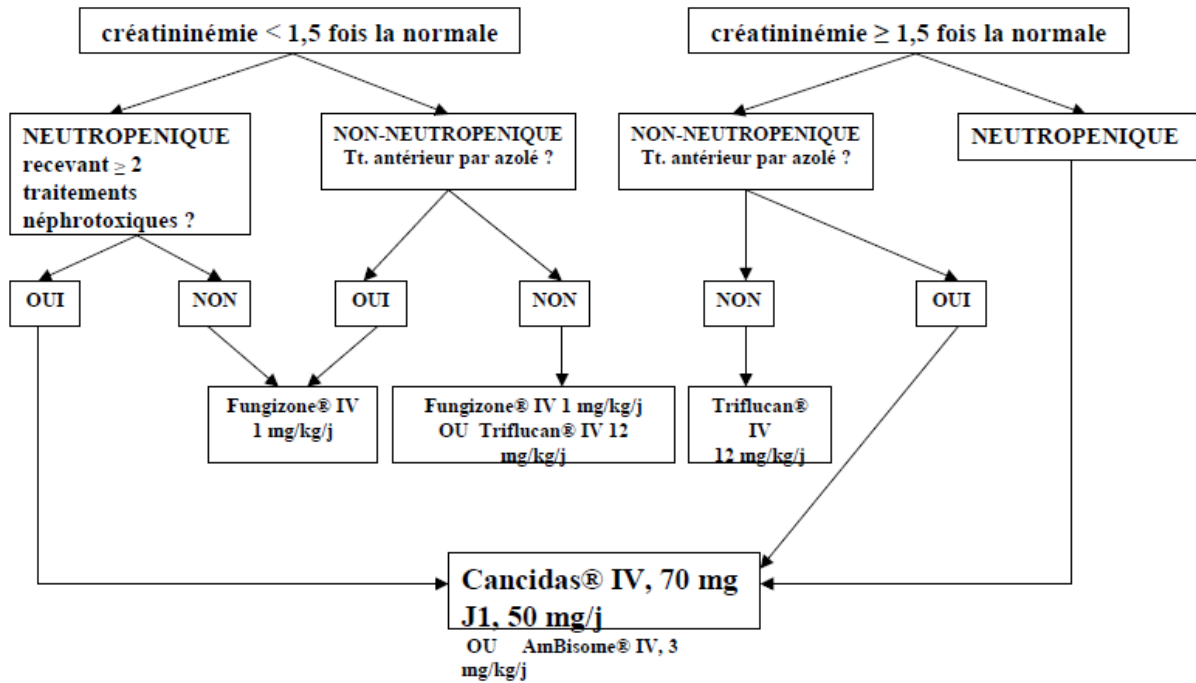 créatininémie < 1,5 fois la normale
créatininémie ≥ 1,5 fois la normale
NEUTROPENIQUE
recevant ≥ 2
traitements
néphrotoxiques ?
NON-NEUTROPENIQUE
Tt. antérieur par azolé ?
NON-NEUTROPENIQUE
Tt. antérieur par azolé ?
NEUTROPENIQUE
OUI
NON
OUI
NON
NON
OUI
Fungizone® IV
1 mg/kg/j
Fungizone® IV 1 mg/kg/j
OU Triflucan® IV 12
mg/kg/j
Triflucan®
IV
12 mg/kg/j
Cancidas® IV, 70 mg
J1, 50 mg/j
OU AmBisome® IV, 3
mg/kg/j